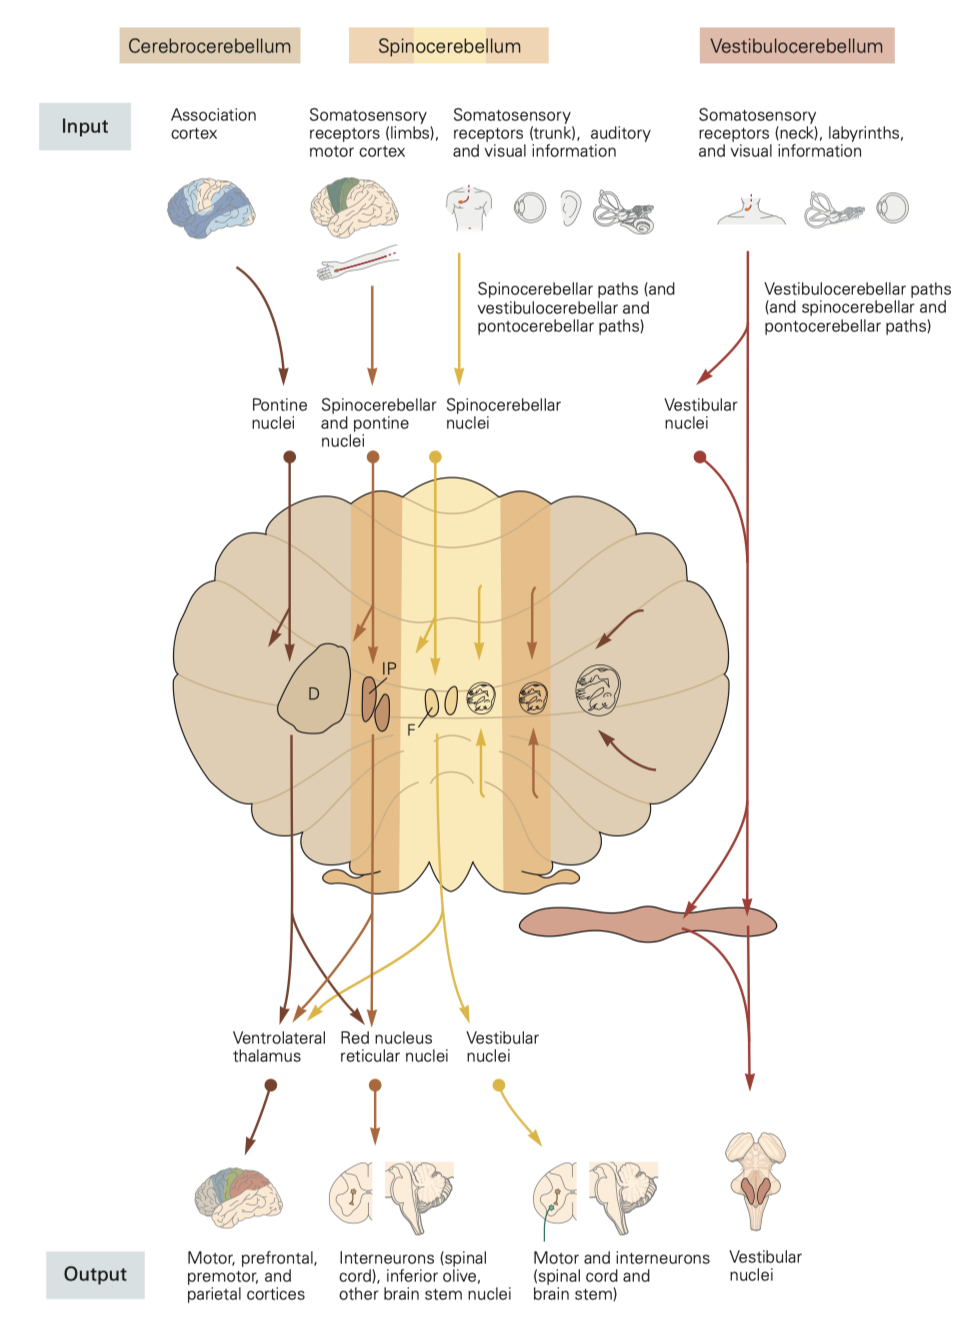 Cerebrocerebellum
Spinocerebellum
Vestibulocerebellum
Input
Association
cortex
Somatosensory
receptors (limbs),
motor cortex
Somatosensory
receptors (trunk), auditory
and visual information
Somatosensory
receptors (neck), labyrinths,
and visual information
Spinocerebellar paths (and
vestibulocerebellar and
pontocerebellar paths)
Vestibulocerebellar paths
(and spinocerebellar and
pontocerebellar paths)
Pontine
nuclei
Spinocerebellar
and pontine
nuclei
Spinocerebellar
nuclei
Vestibular
nuclei
IP
D
F
Ventrolateral
thalamus
Red nucleus
reticular nuclei
Vestibular
nuclei
Output
Motor, prefrontal,
premotor, and
parietal cortices
Interneurons (spinal
cord), inferior olive,
other brain stem nuclei
Motor and interneurons
(spinal cord and
brain stem)
Vestibular
nuclei